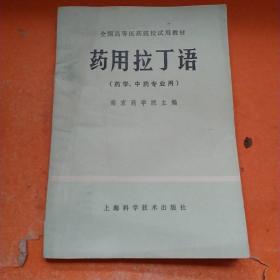 全国高等医药院校试用教材
药用拉丁语
（药学、中药专业用）
南京药学院主编
上海科学技术出版社